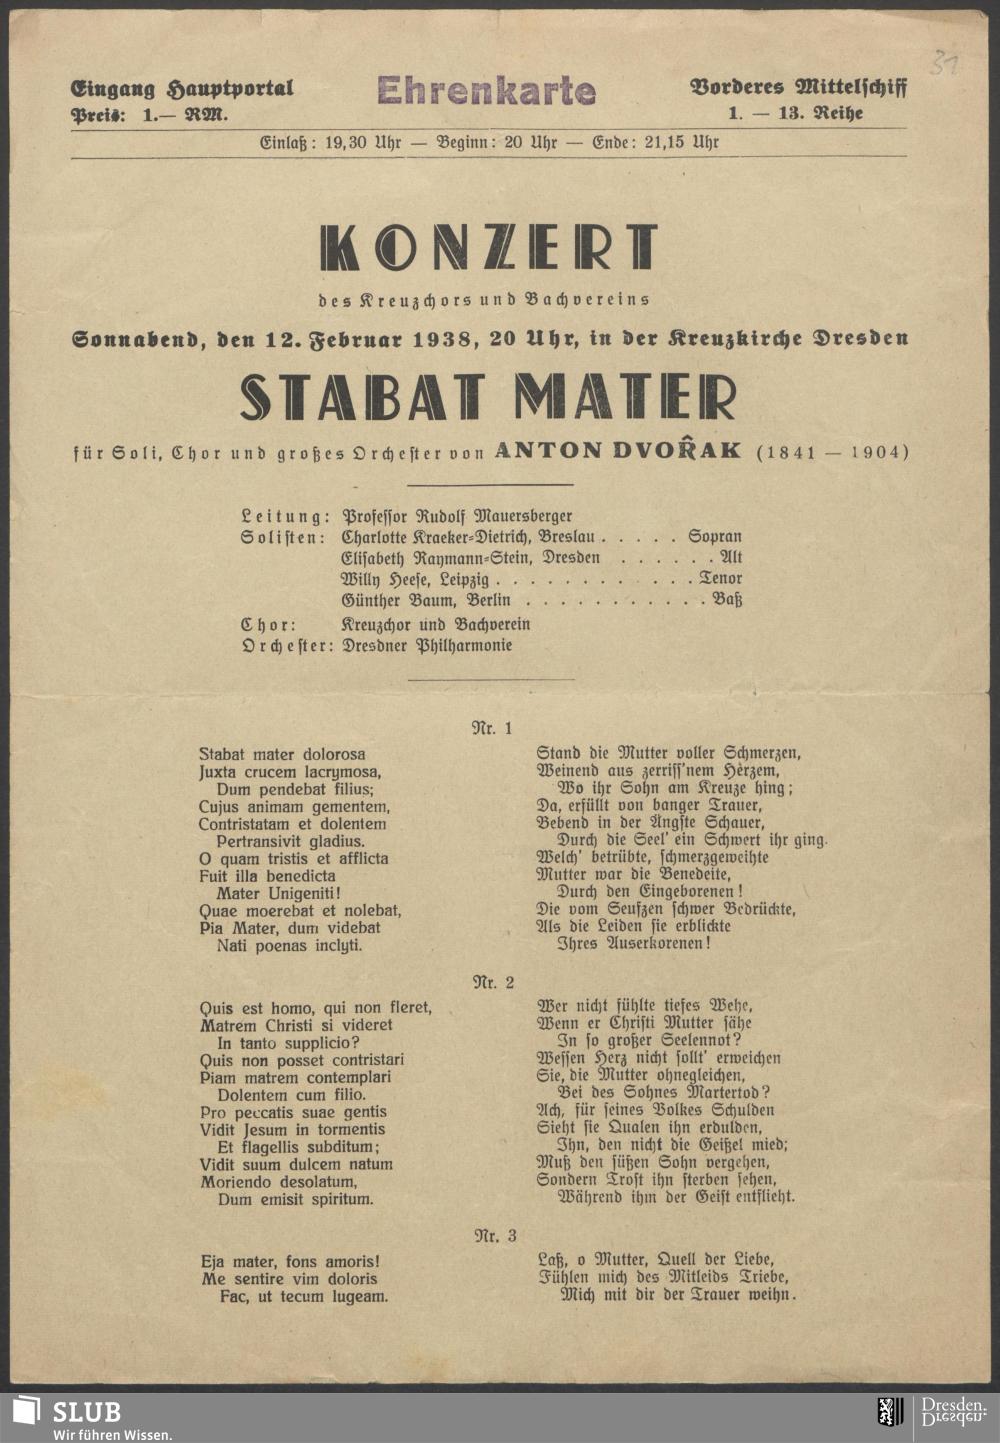 31
Eingang Hauptportal
Preis: 1.— RM.
Ehrenkarte
Vorderes Mittelschiff
1. — 13. Reihe
Einlaß: 19,30 Uhr — Beginn: 20 Uhr — Ende: 21,15 Uhr
KONZERT
des Kreuzchors und Bachvereins
Sonnabend, den 12. Februar 1938, 20 Uhr, in der Kreuzkirche Dresden
STABAT MATER
für Soli, Chor und großes Orchester von ANTON DVOR̂AK (1841 — 1904)
Leitung: Professor Rudolf Mauersberger
Solisten: Charlotte Kraeker=Dietrich, Breslau . . . . . Sopran
Elisabeth Raymann=Stein, Dresden . . . . . . Alt
Willy Heese, Leipzig . . . . . . . . . . . . Tenor
Günther Baum, Berlin . . . . . . . . . . . Baß
Chor: Kreuzchor und Bachverein
Orchester: Dresdner Philharmonie
Nr. 1
Stabat mater dolorosa
Juxta crucem lacrymosa,
Dum pendebat filius;
Cujus animam gementem,
Contristatam et dolentem
Pertransivit gladius.
O quam tristis et afflicta
Fuit illa benedicta
Mater Unigeniti!
Quae moerebat et nolebat,
Pia Mater, dum videbat
Nati poenas inclyti.
Stand die Mutter voller Schmerzen,
Weinend aus zerriss'nem Hèrzem,
Wo ihr Sohn am Kreuze hing;
Da, erfüllt von banger Trauer,
Bebend in der Ängste Schauer,
Durch die Seel' ein Schwert ihr ging.
Welch' betrübte, schmerzgeweihte
Mutter war die Benedeite,
Durch den Eingeborenen!
Die vom Seufzen schwer Bedrückte,
Als die Leiden sie erblickte
Ihres Auserkorenen!
Nr. 2
Quis est homo, qui non fleret,
Matrem Christi si videret
In tanto supplicio?
Quis non posset contristari
Piam matrem contemplari
Dolentem cum filio.
Pro peccatis suae gentis
Vidit Jesum in tormentis
Et flagellis subditum;
Vidit suum dulcem natum
Moriendo desolatum,
Dum emisit spiritum.
Wer nicht fühlte tiefes Wehe,
Wenn er Christi Mutter sähe
In so großer Seelennot?
Wessen Herz nicht sollt' erweichen
Sie, die Mutter ohnegleichen,
Bei des Sohnes Martertod?
Ach, für seines Volkes Schulden
Sieht sie Qualen ihn erdulden,
Ihn, den nicht die Geißel mied;
Muß den süßen Sohn vergehen,
Sondern Trost ihn sterben sehen,
Während ihm der Geist entflieht.
Nr. 3
Eja mater, fons amoris!
Me sentire vim doloris
Fac, ut tecum lugeam.
Laß, o Mutter, Quell der Liebe,
Fühlen mich des Mitleids Triebe,
Mich mit dir der Trauer weihn.
SLUB
Wir führen Wissen.
Dresden.
Dresden.